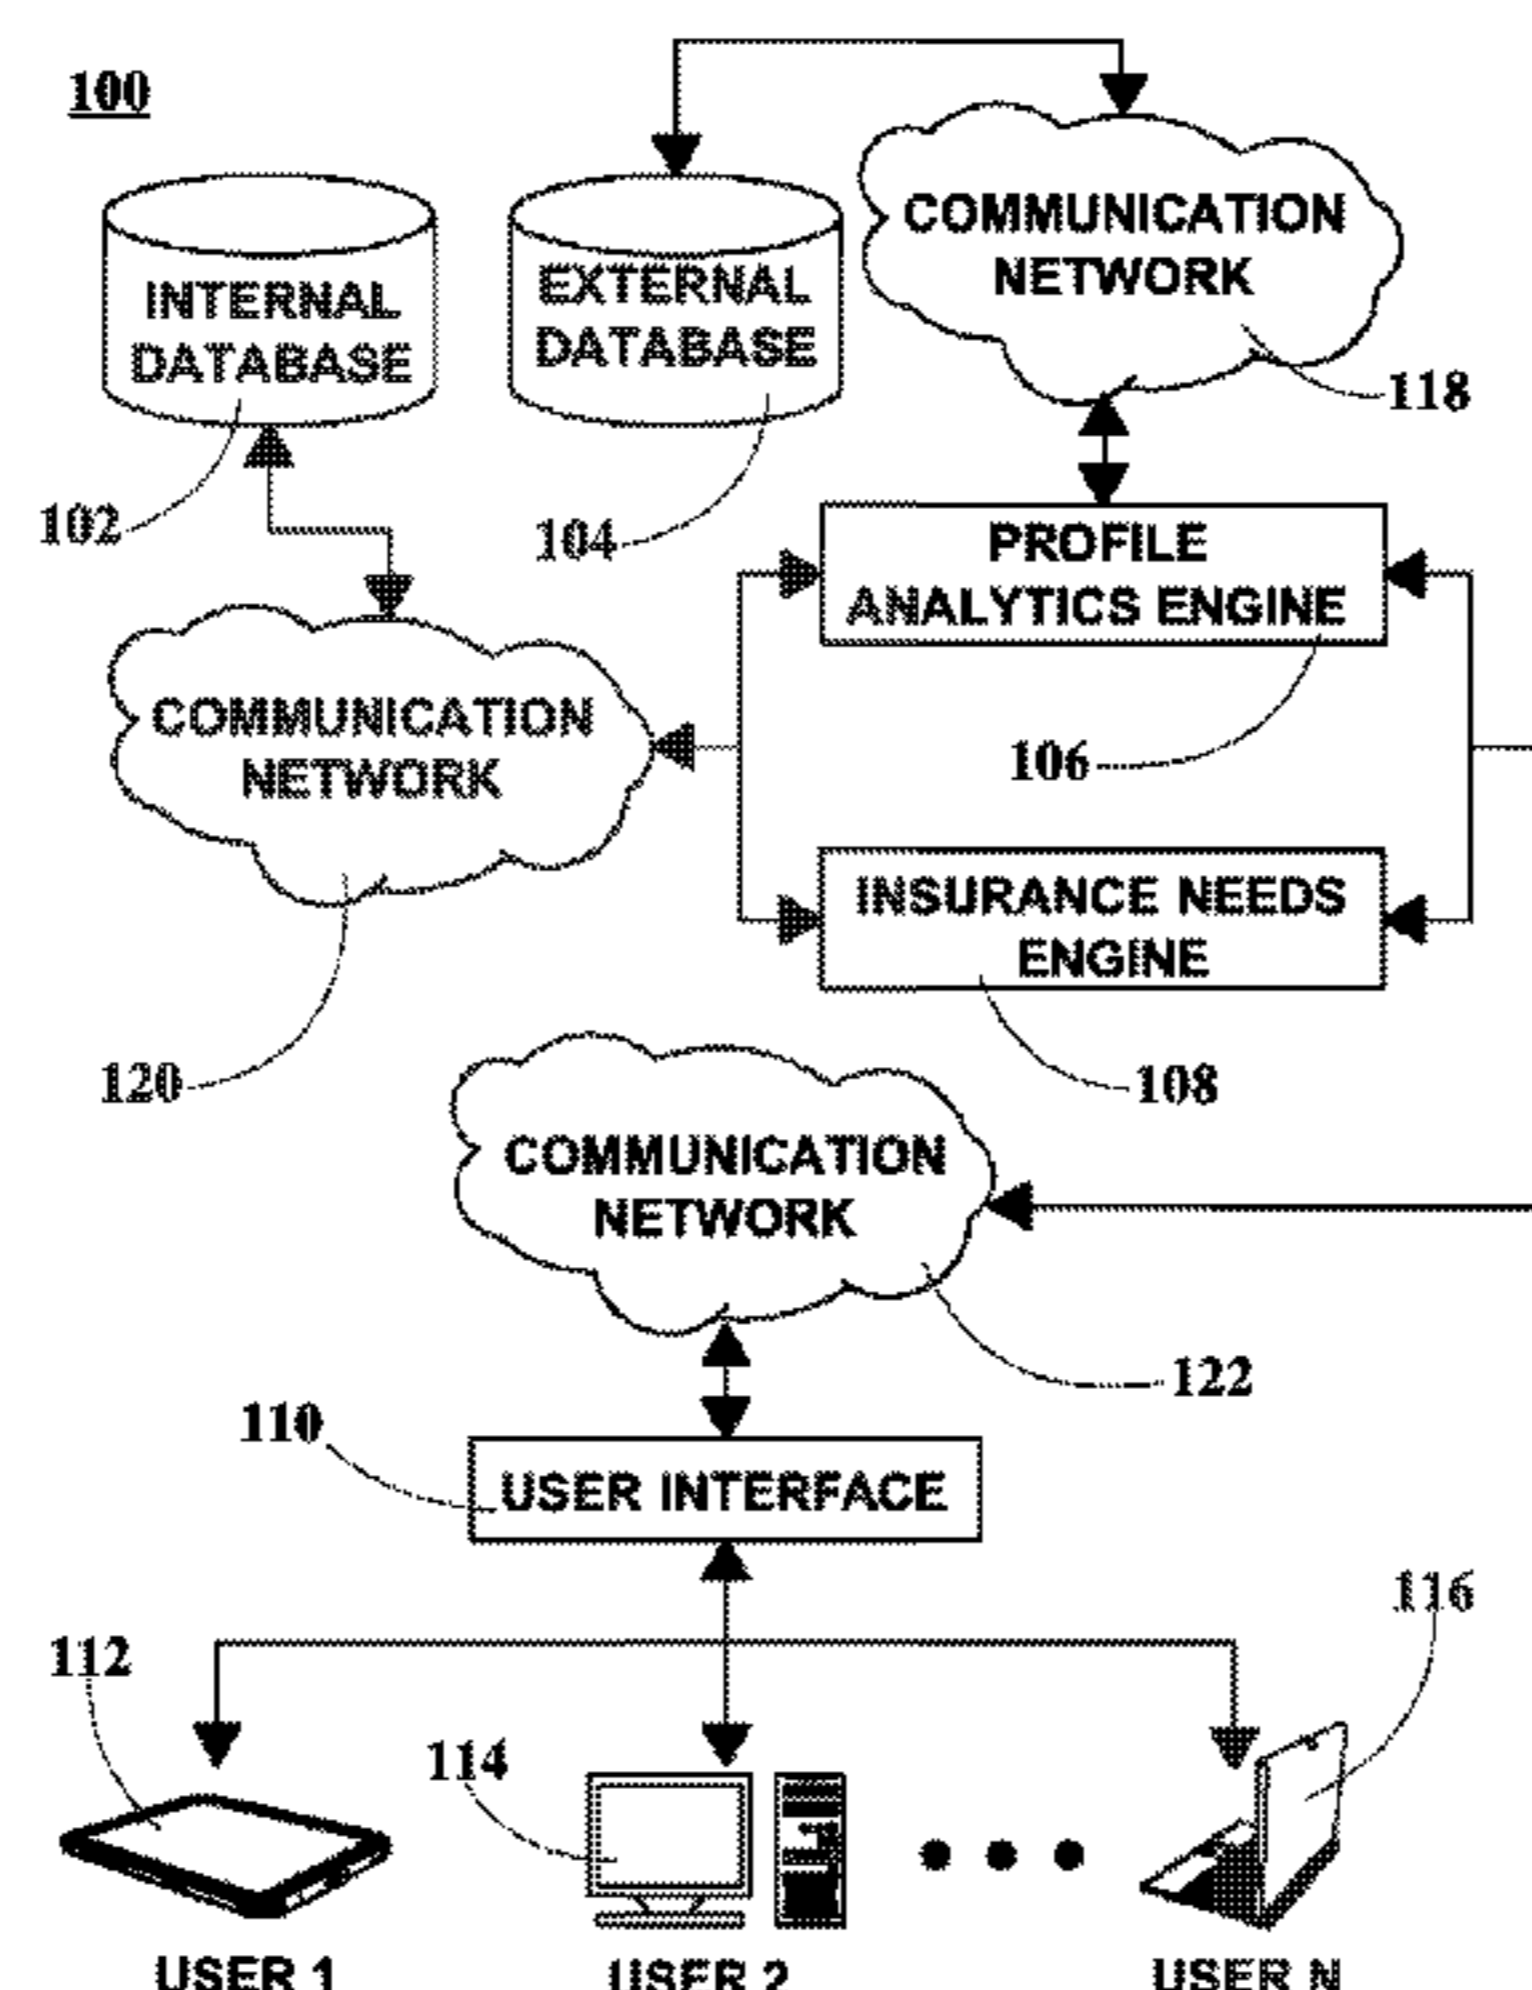 100
COMMUNICATION
NETWORK
118
INTERNAL
DATABASE
102
EXTERNAL
DATABASE
104
PROFILE
ANALYTICS ENGINE
106
COMMUNICATION
NETWORK
120
INSURANCE NEEDS
ENGINE
108
COMMUNICATION
NETWORK
122
110
USER INTERFACE
112
114
116
USER 1
USER 2
USER N